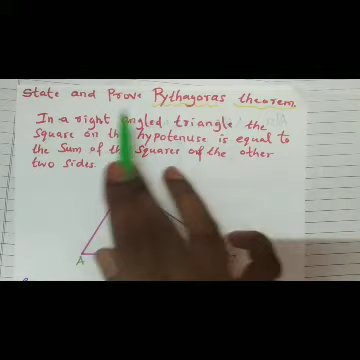 State and Prove Pythagoras theorem.
In a right angled triangle the
square on the hypotenuse is equal to
the Sum of the squares of the other
two sides.
A